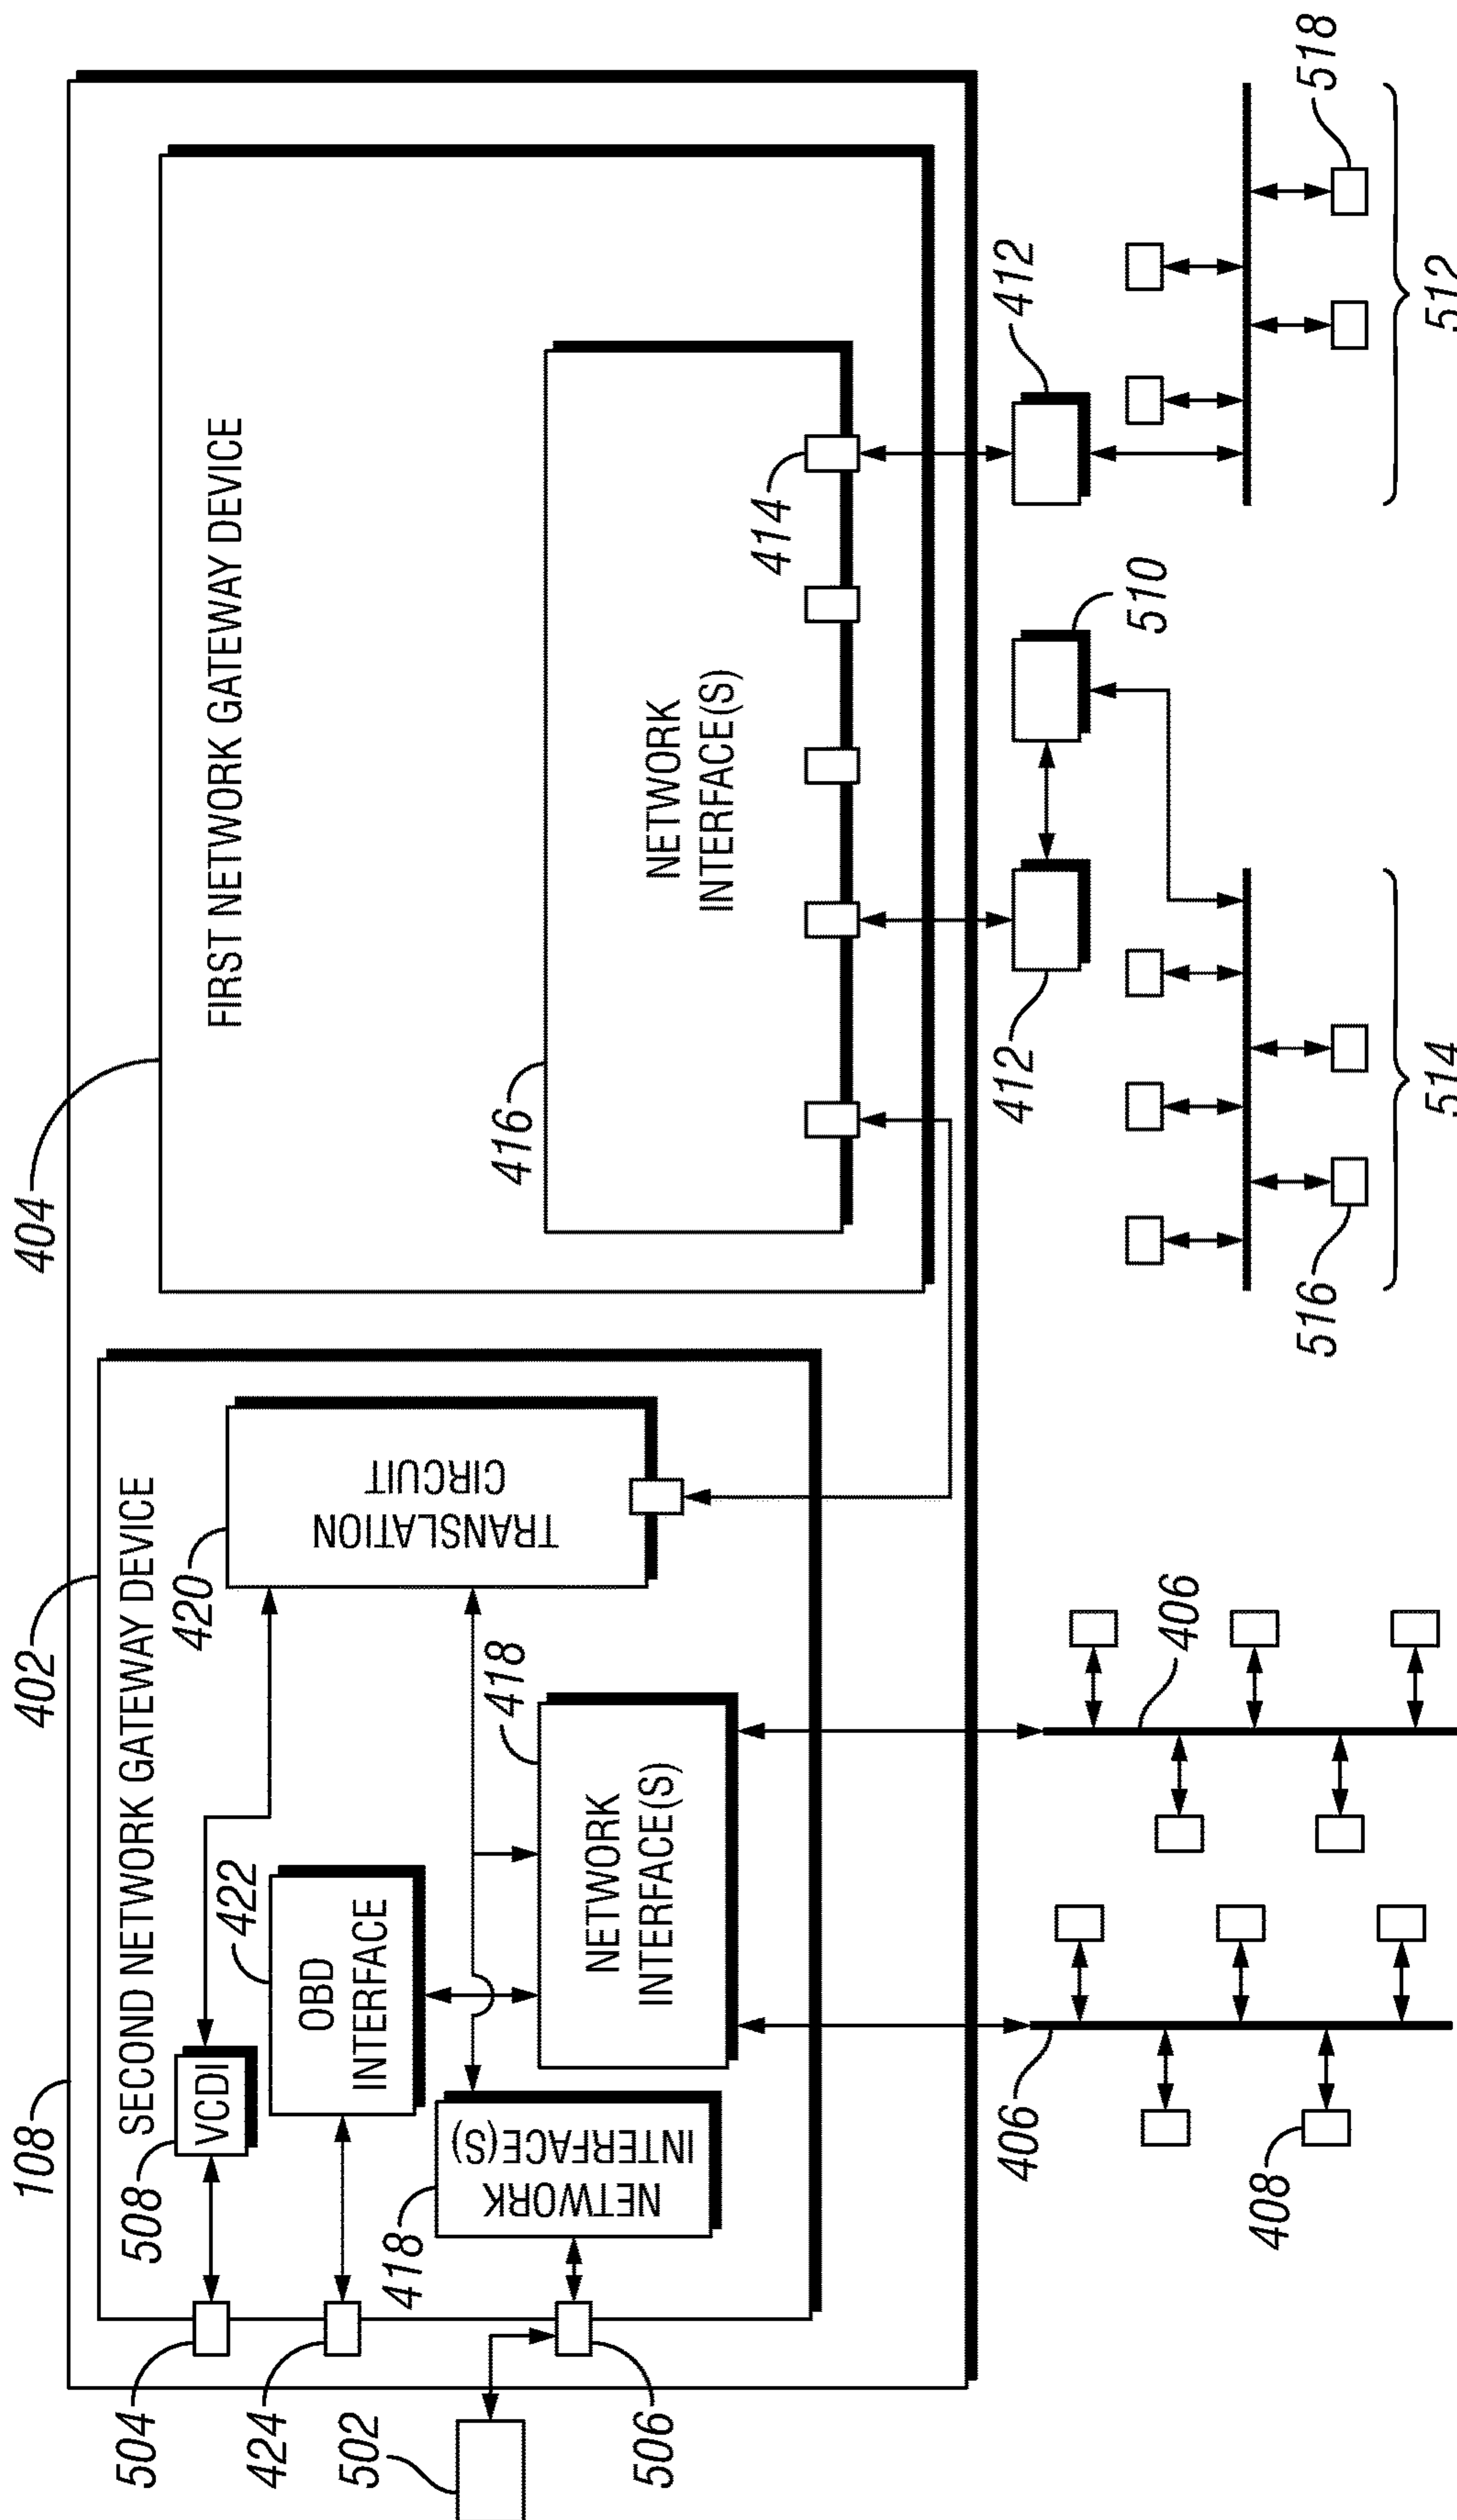 108
402
404
SECOND NETWORK GATEWAY DEVICE
FIRST NETWORK GATEWAY DEVICE
504
508
VCDI
424
422
OBD
INTERFACE
420
TRANSLATION
CIRCUIT
502
418
NETWORK
INTERFACE(S)
418
NETWORK
INTERFACE(S)
506
416
NETWORK
INTERFACE(S)
414
406
408
406
412
510
412
516
514
518
512